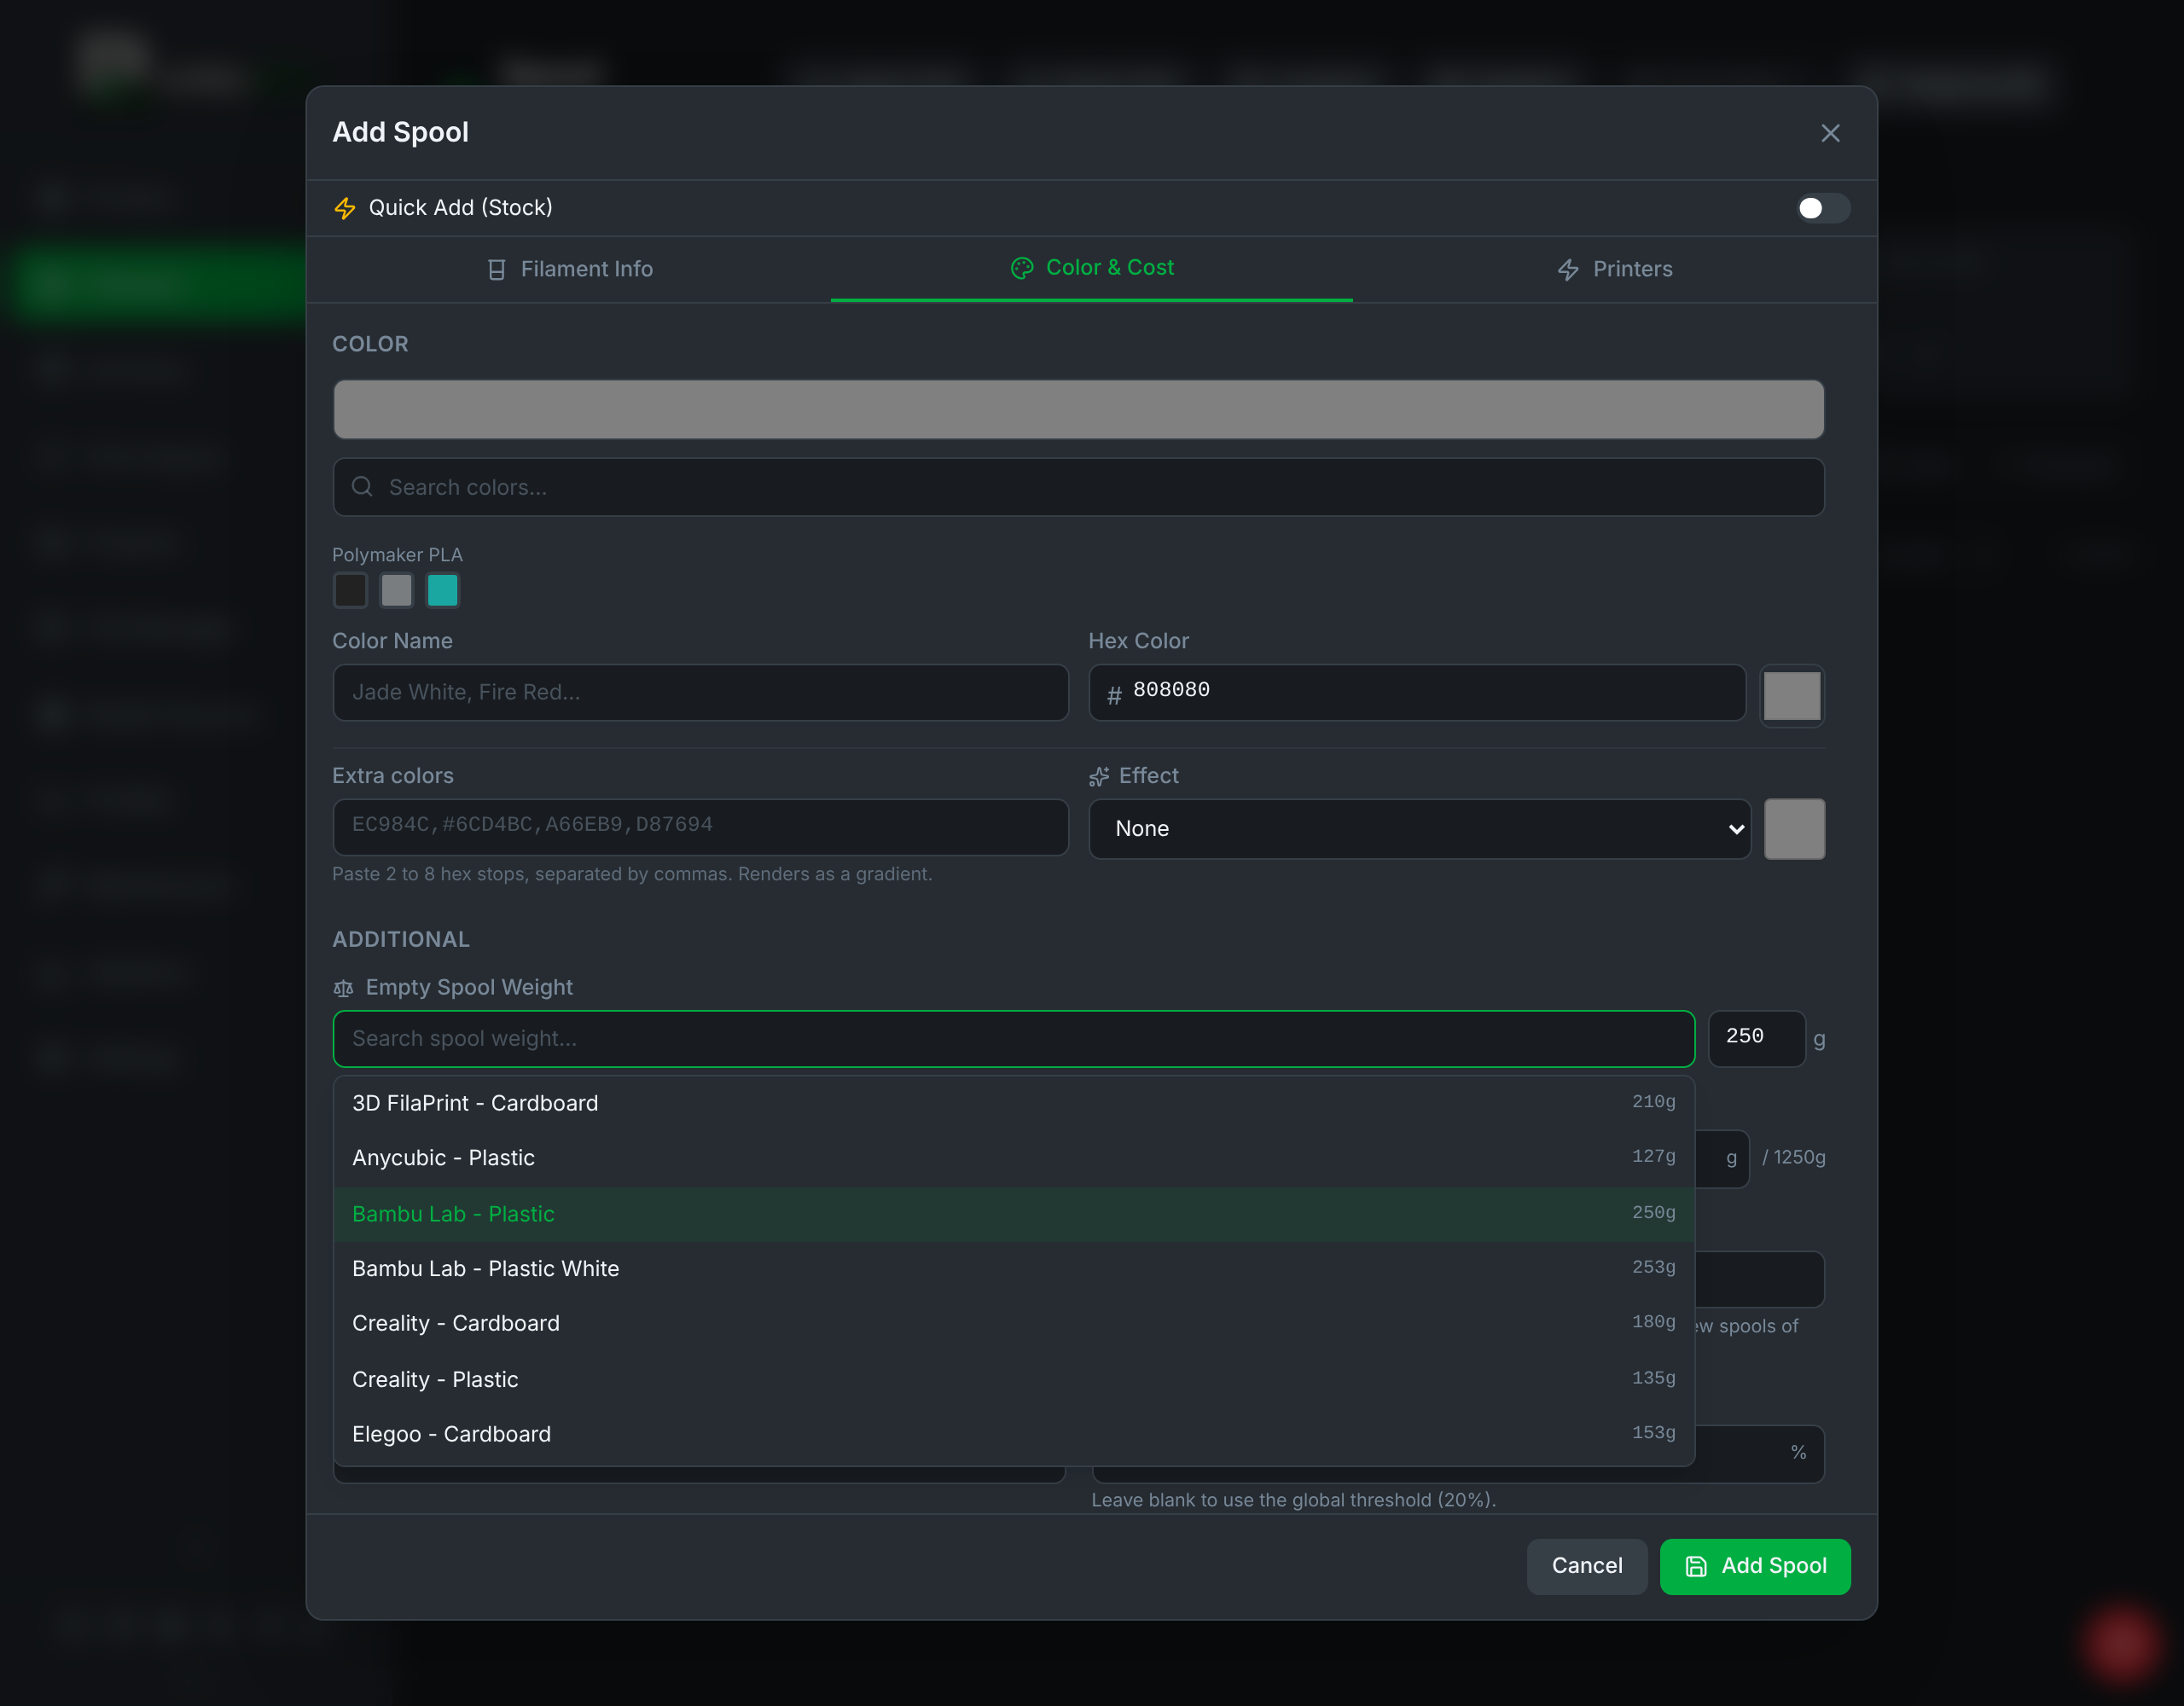 Add Spool
Quick Add (Stock)
Filament Info
Color & Cost
Printers
COLOR
Search colors...
Polymaker PLA
Color Name
Hex Color
Jade White, Fire Red...
# 808080
Extra colors
Effect
EC984C,#6CD4BC,A66EB9,D87694
None
Paste 2 to 8 hex stops, separated by commas. Renders as a gradient.
ADDITIONAL
Empty Spool Weight
Search spool weight...
250 g
3D FilaPrint - Cardboard 210g
Anycubic - Plastic 127g
g / 1250g
Bambu Lab - Plastic 250g
Bambu Lab - Plastic White 253g
Creality - Cardboard 180g
spools of
Creality - Plastic 135g
Elegoo - Cardboard 153g
%
Leave blank to use the global threshold (20%).
Cancel
Add Spool